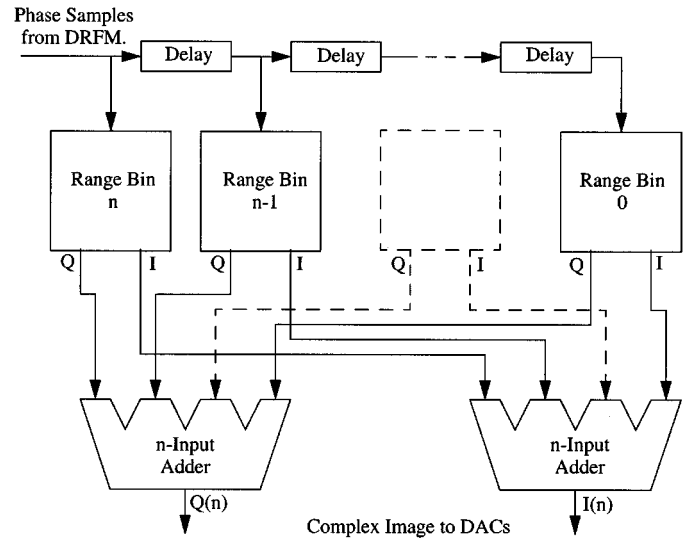 Phase Samples
from DRFM.
Delay
Delay
Delay
Range Bin
n
Range Bin
n-1
Range Bin
0
Q
I
Q
I
Q
I
Q
I
n-Input
Adder
n-Input
Adder
Q(n)
I(n)
Complex Image to DACs